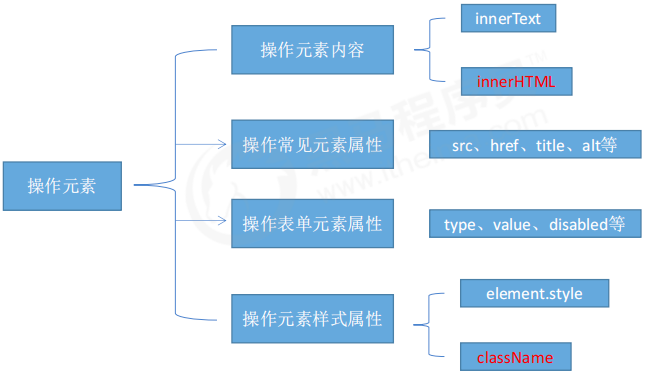 操作元素
操作元素内容
innerText
innerHTML
操作常见元素属性
src、href、title、alt等
操作表单元素属性
type、value、disabled等
操作元素样式属性
element.style
className